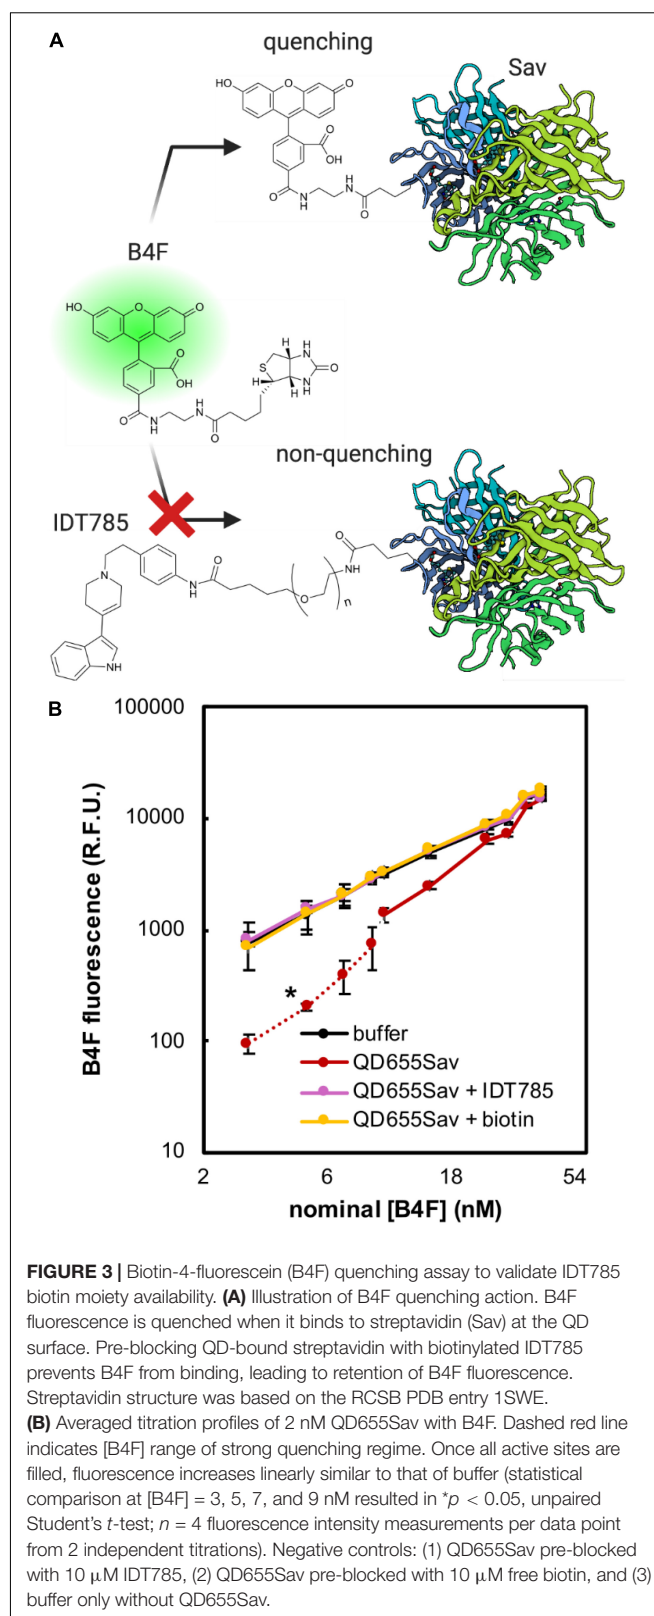 A
quenching
Sav
HO
O
O
O
OH
O
N
H
H
N
O
B4F
HO
O
O
O
OH
O
N
H
H
N
O
S
H
H
H
N
O
N
H
H
non-quenching
IDT785
N
NH
O
N
H
O
n
O
NH
B
100000
10000
1000
100
10
B4F fluorescence (R.F.U.)
*
buffer
QD655Sav
QD655Sav + IDT785
QD655Sav + biotin
2
6
18
54
nominal [B4F] (nM)
FIGURE 3 | Biotin-4-fluorescein (B4F) quenching assay to validate IDT785
biotin moiety availability. (A) Illustration of B4F quenching action. B4F
fluorescence is quenched when it binds to streptavidin (Sav) at the QD
surface. Pre-blocking QD-bound streptavidin with biotinylated IDT785
prevents B4F from binding, leading to retention of B4F fluorescence.
Streptavidin structure was based on the RCSB PDB entry 1SWE.
(B) Averaged titration profiles of 2 nM QD655Sav with B4F. Dashed red line
indicates [B4F] range of strong quenching regime. Once all active sites are
filled, fluorescence increases linearly similar to that of buffer (statistical
comparison at [B4F] = 3, 5, 7, and 9 nM resulted in *p < 0.05, unpaired
Student's t-test; n = 4 fluorescence intensity measurements per data point
from 2 independent titrations). Negative controls: (1) QD655Sav pre-blocked
with 10 μM IDT785, (2) QD655Sav pre-blocked with 10 μM free biotin, and (3)
buffer only without QD655Sav.